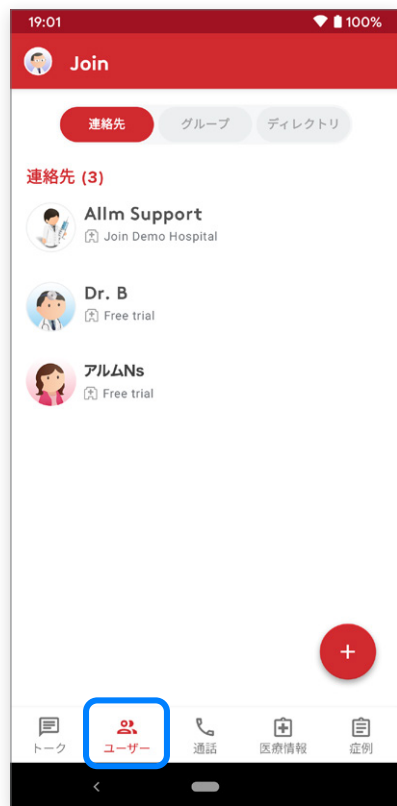 19:01 100%
Join
連絡先 グループ ディレクトリ
連絡先 (3)
Allm Support
Join Demo Hospital
Dr. B
Free trial
アルムNs
Free trial
トーク ユーザー 通話 医療情報 症例